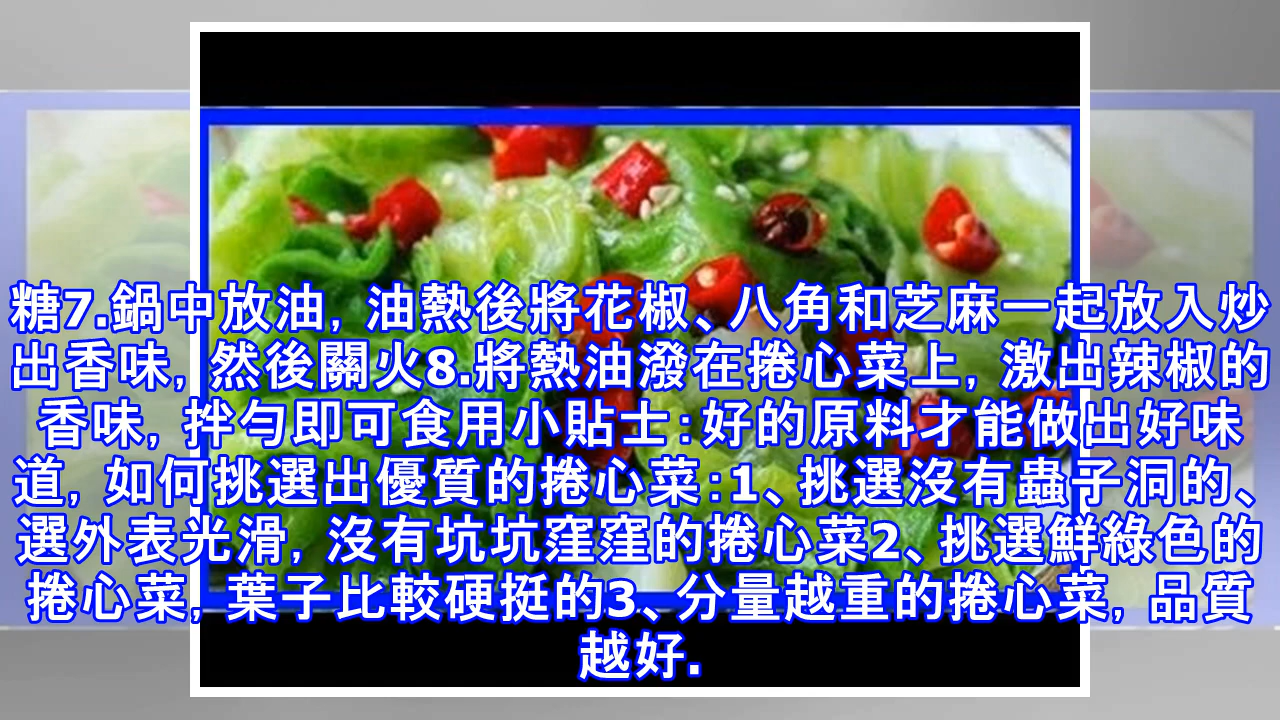 糖7.鍋中放油, 油熱後將花椒、八角和芝麻一起放入炒
出香味, 然後關火8.將熱油潑在捲心菜上, 激出辣椒的
香味, 拌勻即可食用小貼士:好的原料才能做出好味
道, 如何挑選出優質的捲心菜:1、挑選沒有蟲子洞的、
選外表光滑, 沒有坑坑窪窪的捲心菜2、挑選鮮綠色的
捲心菜, 葉子比較硬挺的3、分量越重的捲心菜, 品質
越好.